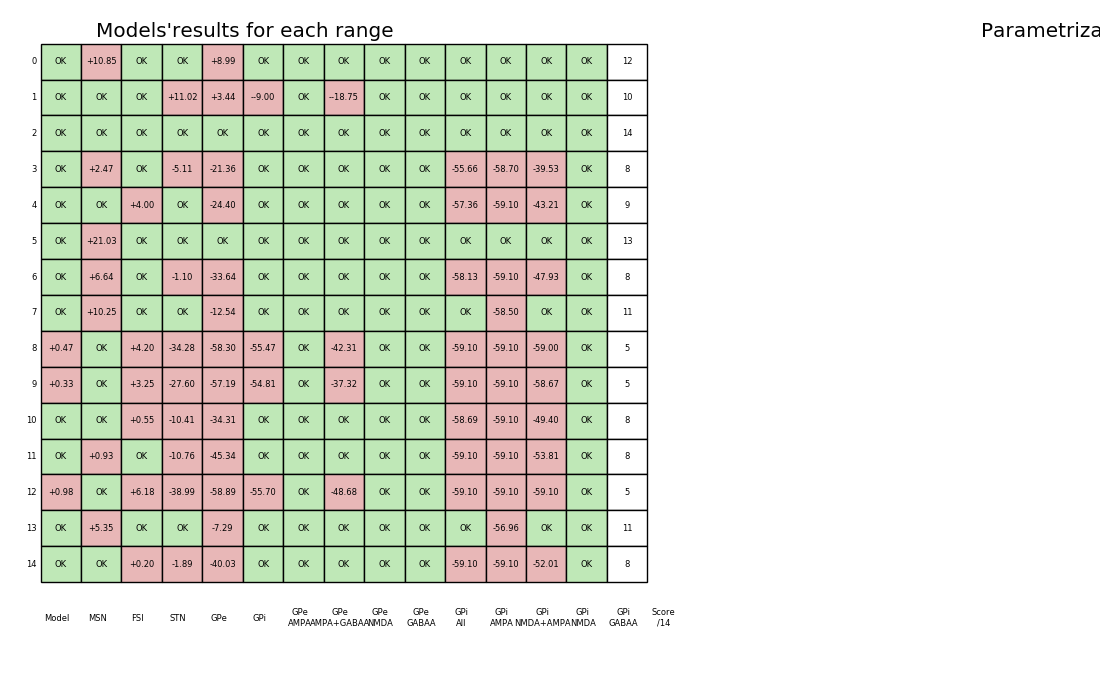 Models'results for each range
Parametriza
0 OK +10.85 OK OK +8.99 OK OK OK OK OK OK OK OK OK 12
1 OK OK OK +11.02 +3.44 --9.00 OK --18.75 OK OK OK OK OK OK 10
2 OK OK OK OK OK OK OK OK OK OK OK OK OK OK 14
3 OK +2.47 OK -5.11 -21.36 OK OK OK OK OK -55.66 -58.70 -39.53 OK 8
4 OK OK +4.00 OK -24.40 OK OK OK OK OK -57.36 -59.10 -43.21 OK 9
5 OK +21.03 OK OK OK OK OK OK OK OK OK OK OK OK 13
6 OK +6.64 OK -1.10 -33.64 OK OK OK OK OK -58.13 -59.10 -47.93 OK 8
7 OK +10.25 OK OK -12.54 OK OK OK OK OK OK -58.50 OK OK 11
8 +0.47 OK +4.20 -34.28 -58.30 -55.47 OK -42.31 OK OK -59.10 -59.10 -59.00 OK 5
9 +0.33 OK +3.25 -27.60 -57.19 -54.81 OK -37.32 OK OK -59.10 -59.10 -58.67 OK 5
10 OK OK +0.55 -10.41 -34.31 OK OK OK OK OK -58.69 -59.10 -49.40 OK 8
11 OK +0.93 OK -10.76 -45.34 OK OK OK OK OK -59.10 -59.10 -53.81 OK 8
12 +0.98 OK +6.18 -38.99 -58.89 -55.70 OK -48.68 OK OK -59.10 -59.10 -59.10 OK 5
13 OK +5.35 OK OK -7.29 OK OK OK OK OK OK -56.96 OK OK 11
14 OK OK +0.20 -1.89 -40.03 OK OK OK OK OK -59.10 -59.10 -52.01 OK 8
Model MSN FSI STN GPe GPi GPe GPe GPe GPe GPi GPi GPi GPi GPi Score
AMPA AMPA+GABAA NMDA GABAA All AMPA NMDA+AMPA NMDA GABAA /14